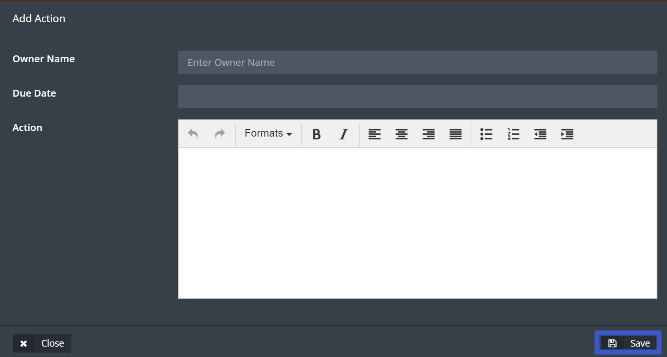 Add Action
Owner Name
Enter Owner Name
Due Date
Action
Formats
B I
Close
Save